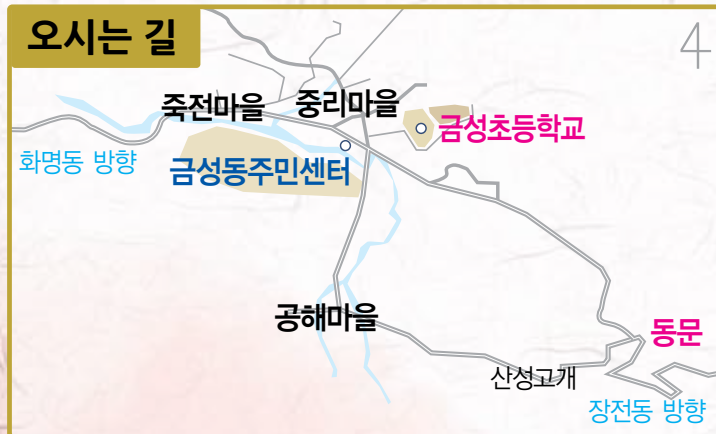 오시는 길
죽전마을
중리마을
금성초등학교
화명동 방향
금성동주민센터
공해마을
동문
산성고개
장전동 방향